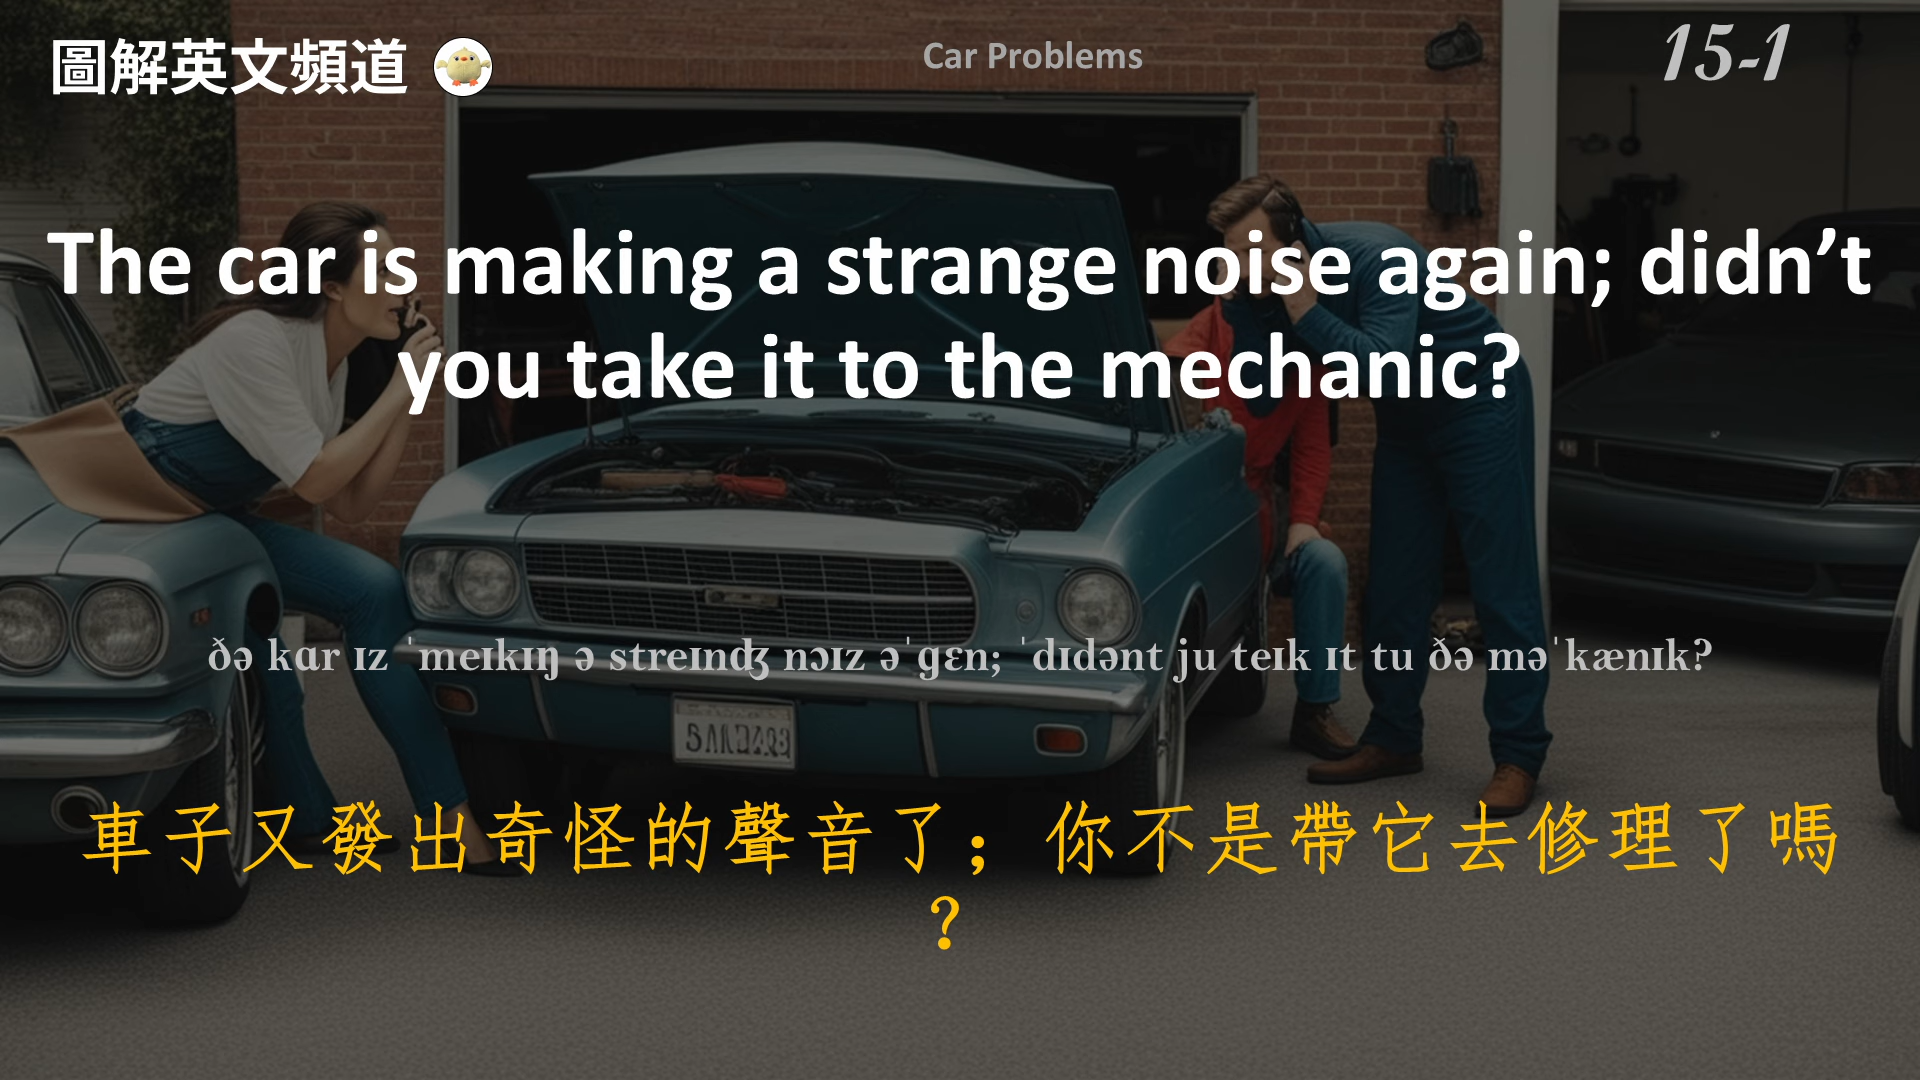 圖解英文頻道
Car Problems
15-1
The car is making a strange noise again; didn’t
you take it to the mechanic?
ðə kɑr ɪz ˈmeɪkɪŋ ə streɪnʤ nɔɪz əˈgɛn; ˈdɪdənt ju teɪk ɪt tu ðə məˈkænɪk?
車子又發出奇怪的聲音了；你不是帶它去修理了嗎
？